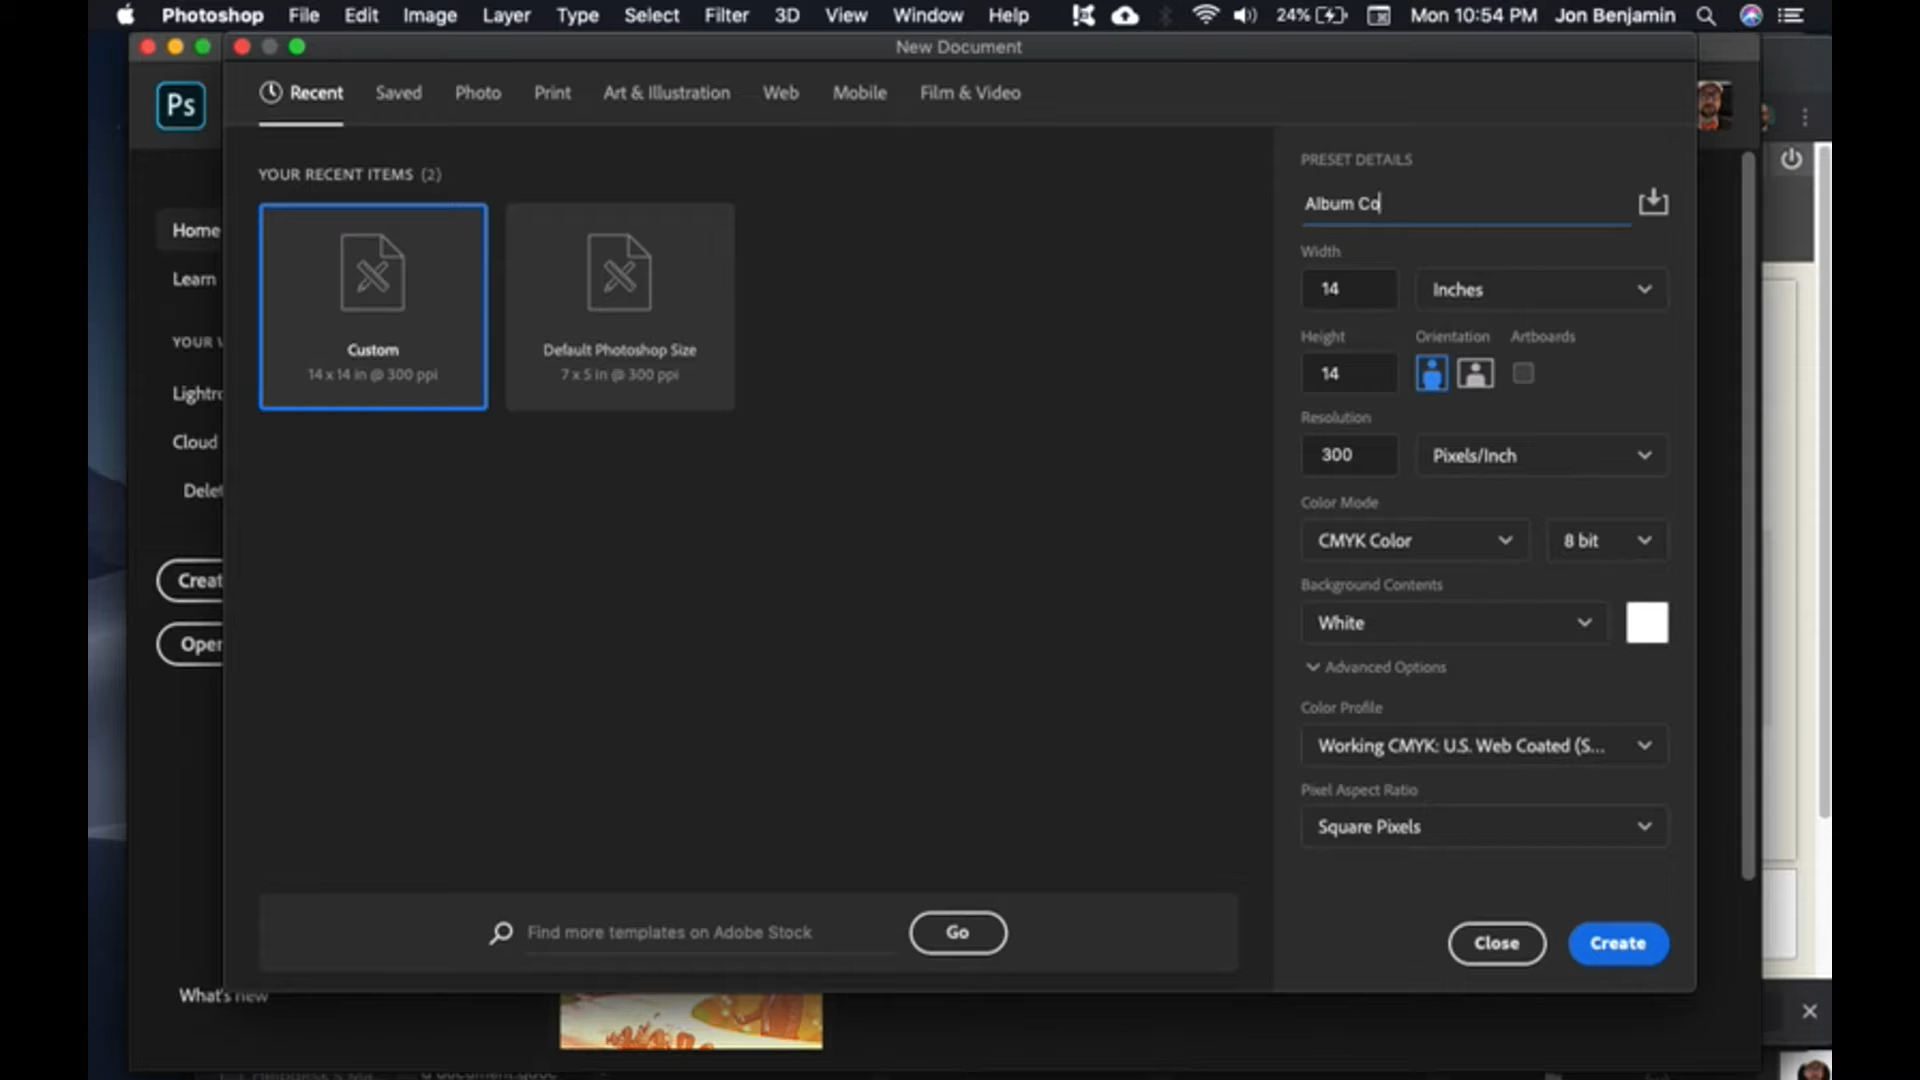 Photoshop File Edit Image Layer Type Select Filter 3D View Window Help 24% Mon 10:54 PM Jon Benjamin
New Document
Ps
Recent Saved Photo Print Art & Illustration Web Mobile Film & Video
YOUR RECENT ITEMS (2)
Custom
14 x 14 in @ 300 ppi
Default Photoshop Size
7 x 5 in @ 300 ppi
Home
Learn
YOUR
Lightro
Cloud
Delet
Creat
Oper
What's new
Find more templates on Adobe Stock
Go
PRESET DETAILS
Album Co
Width
14 Inches
Height Orientation Artboards
14
Resolution
300 Pixels/Inch
Color Mode
CMYK Color 8 bit
Background Contents
White
Advanced Options
Color Profile
Working CMYK: U.S. Web Coated (S...
Pixel Aspect Ratio
Square Pixels
Close Create